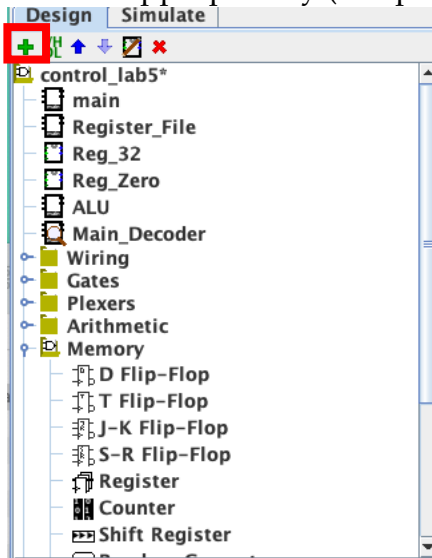 Design Simulate
control_lab5*
main
Register_File
Reg_32
Reg_Zero
ALU
Main_Decoder
Wiring
Gates
Plexers
Arithmetic
Memory
D Flip-Flop
T Flip-Flop
J-K Flip-Flop
S-R Flip-Flop
Register
Counter
Shift Register